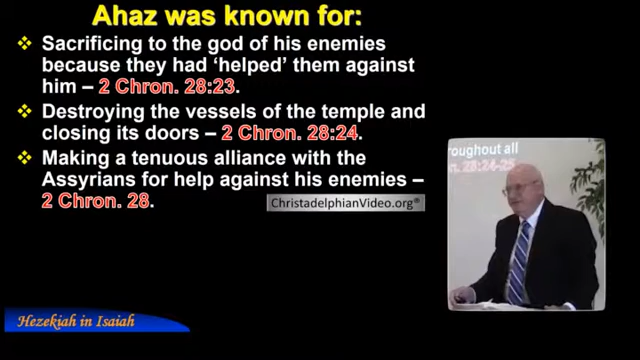 Ahaz was known for:
Sacrificing to the god of his enemies
because they had ‘helped’ them against
him – 2 Chron. 28:23.
Destroying the vessels of the temple and
closing its doors – 2 Chron. 28:24.
Making a tenuous alliance with the
Assyrians for help against his enemies –
2 Chron. 28.
ChristadelphianVideo.org®
roughout all
28:24-25
Hezekiah in Isaiah